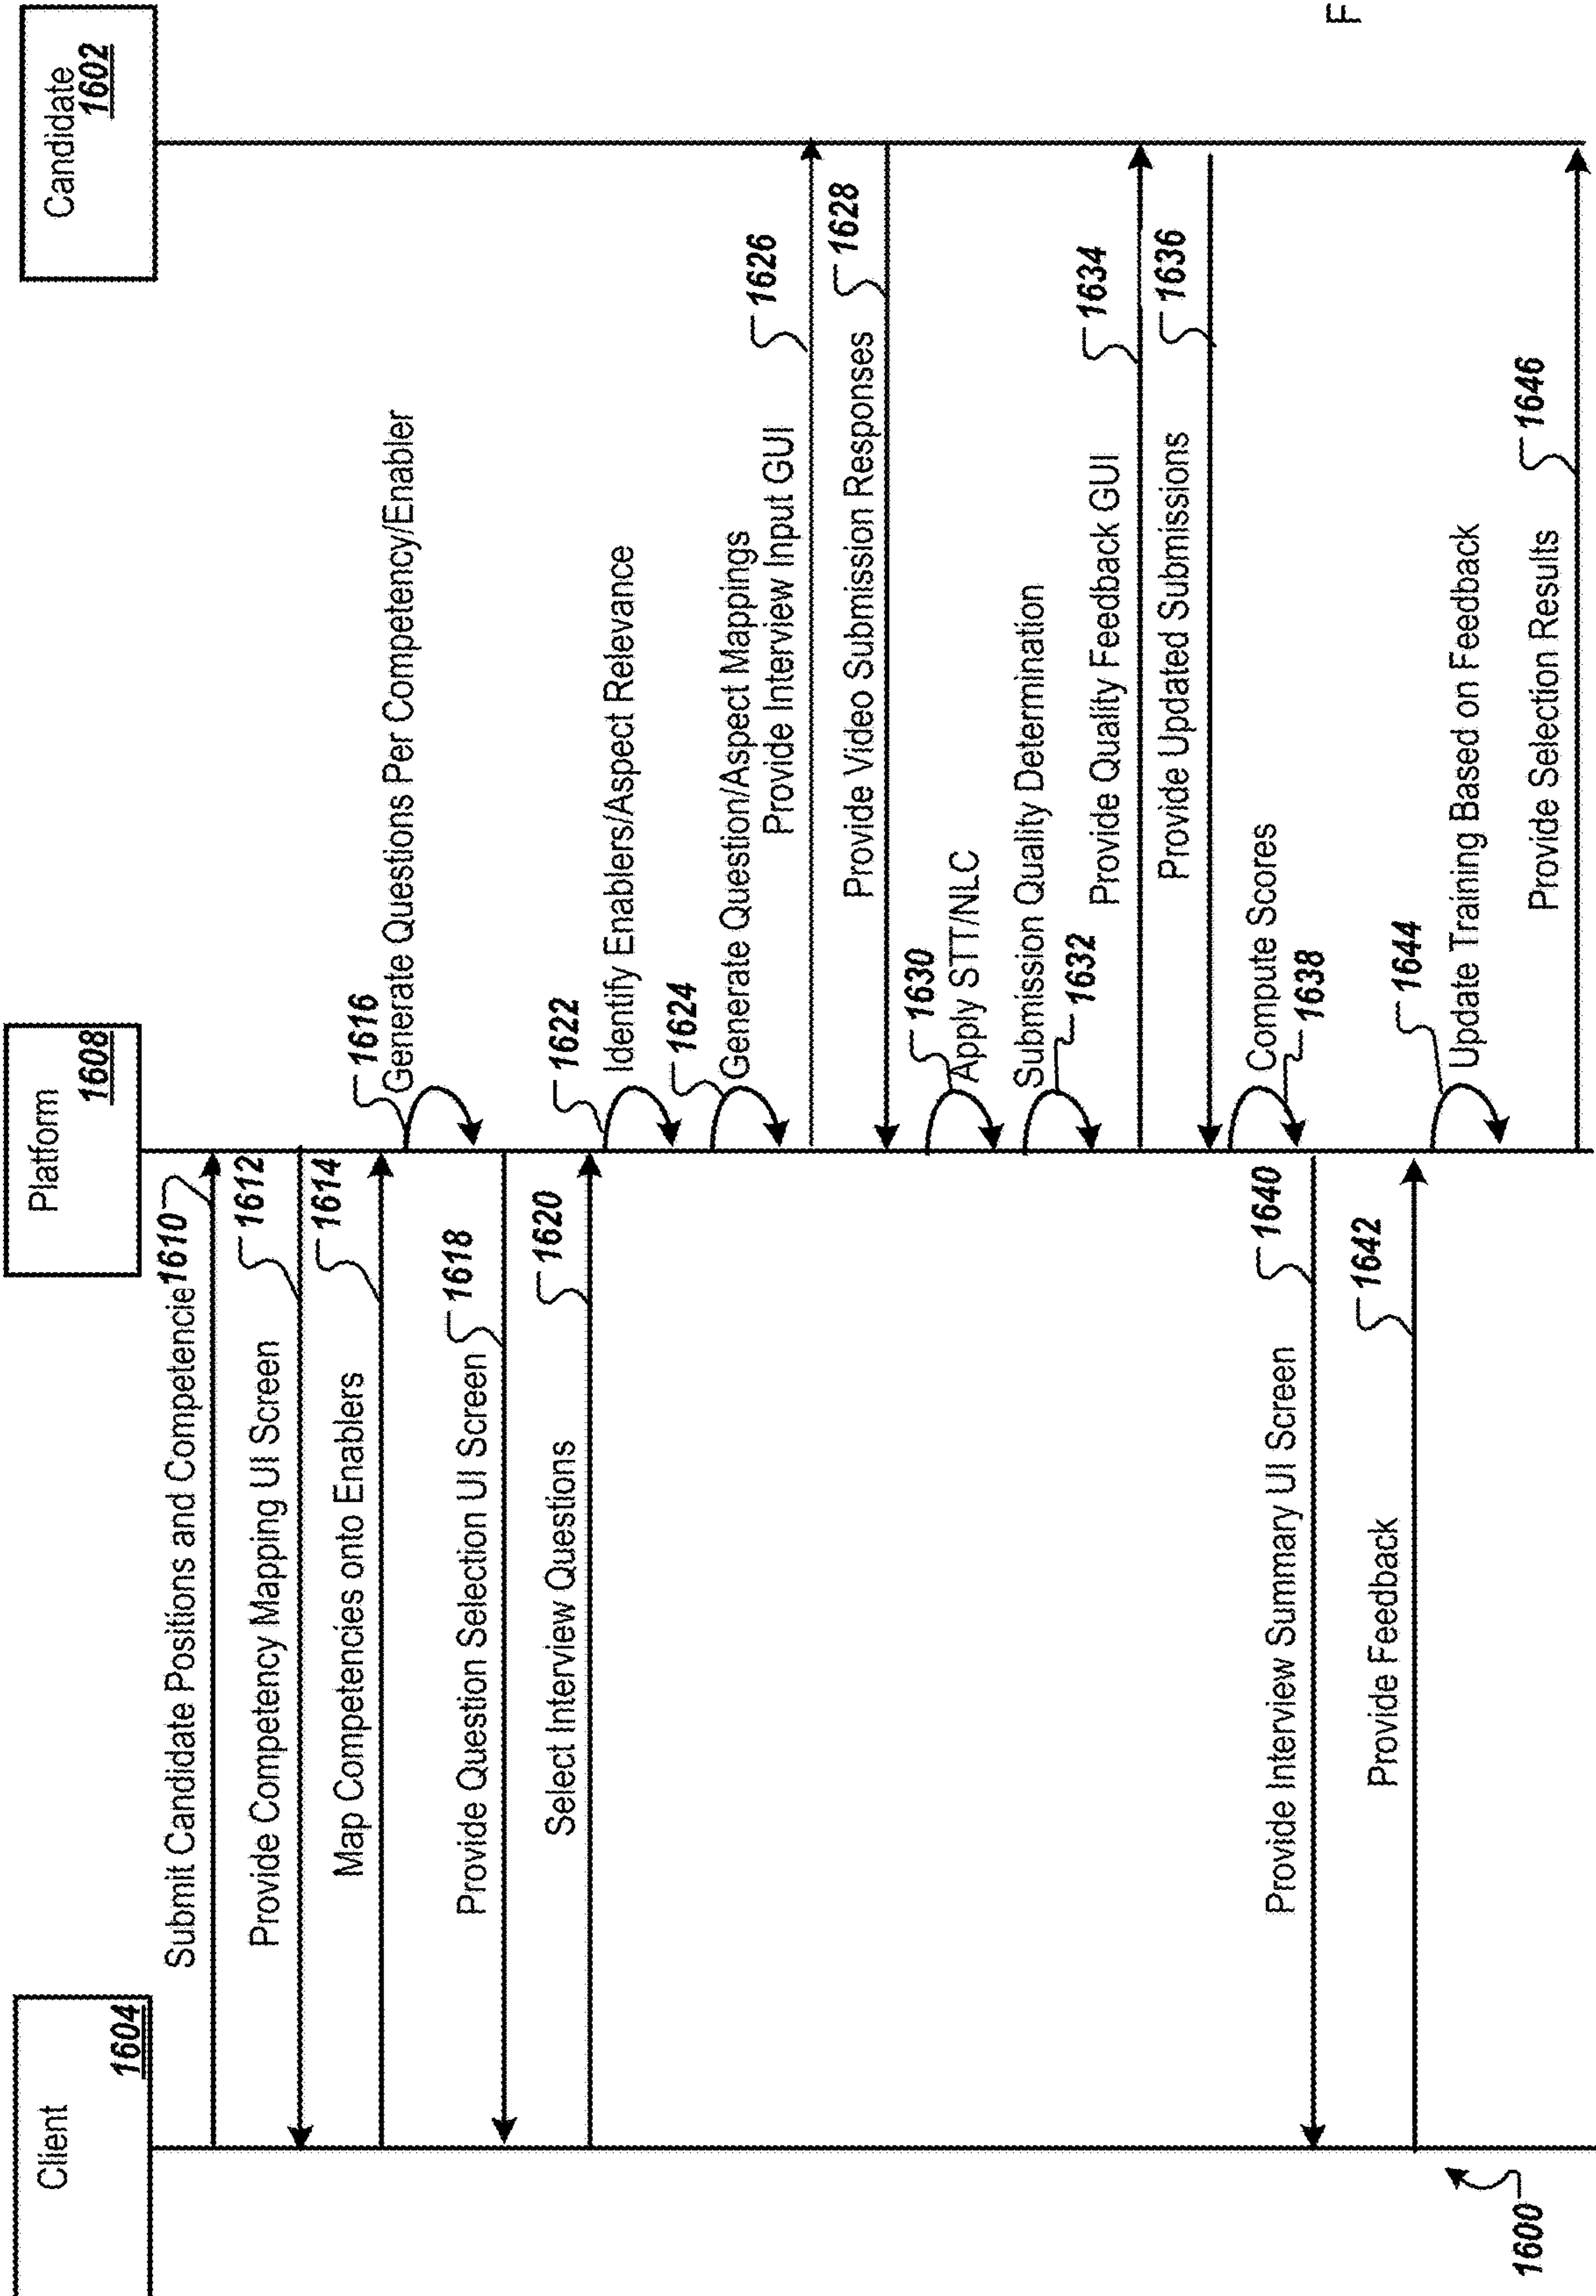 Client
1604
Platform
1608
Candidate
1602
Submit Candidate Positions and Competencie
1610
Provide Competency Mapping UI Screen
1612
Map Competencies onto Enablers
1614
1616
Generate Questions Per Competency/Enabler
Provide Question Selection UI Screen
1618
Select Interview Questions
1620
1622
Identify Enablers/Aspect Relevance
1624
Generate Question/Aspect Mappings
Provide Interview Input GUI
1626
Provide Video Submission Responses
1628
1630
Apply STT/NLC
Submission Quality Determination
1632
Provide Quality Feedback GUI
1634
Provide Updated Submissions
1636
Compute Scores
1638
Provide Interview Summary UI Screen
1640
Provide Feedback
1642
1644
Update Training Based on Feedback
Provide Selection Results
1646
1600
F